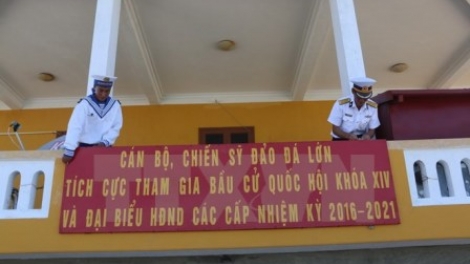 CÁN BỘ, CHIẾN SỸ ĐẢO ĐÁ LỚN
TÍCH CỰC THAM GIA BẦU CỬ QUỐC HỘI KHÓA XIV
VÀ ĐẠI BIỂU HĐND CÁC CẤP NHIỆM KỲ 2016-2021